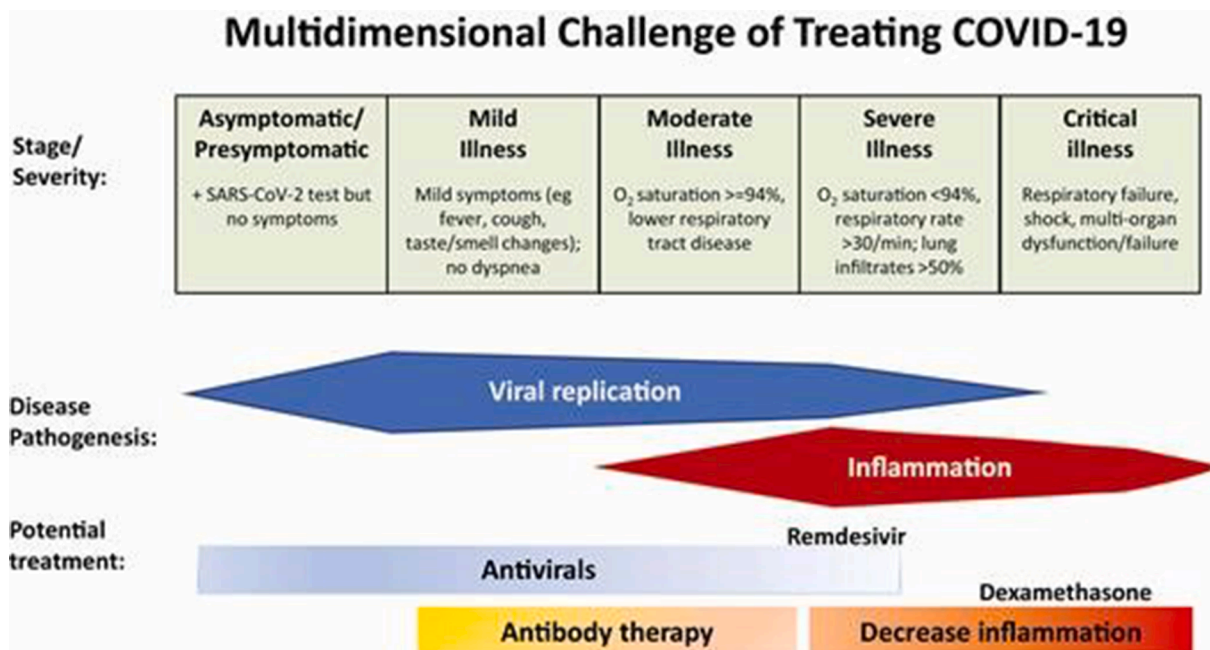 Multidimensional Challenge of Treating COVID-19
Stage/
Severity:
Asymptomatic/
Presymptomatic
+ SARS-CoV-2 test but
no symptoms
Mild
Illness
Mild symptoms (eg
fever, cough,
taste/smell changes);
no dyspnea
Moderate
Illness
O₂ saturation >=94%,
lower respiratory
tract disease
Severe
Illness
O₂ saturation <94%,
respiratory rate
>30/min; lung
infiltrates >50%
Critical
illness
Respiratory failure,
shock, multi-organ
dysfunction/failure
Disease
Pathogenesis:
Viral replication
Inflammation
Potential
treatment:
Remdesivir
Antivirals
Dexamethasone
Antibody therapy
Decrease inflammation